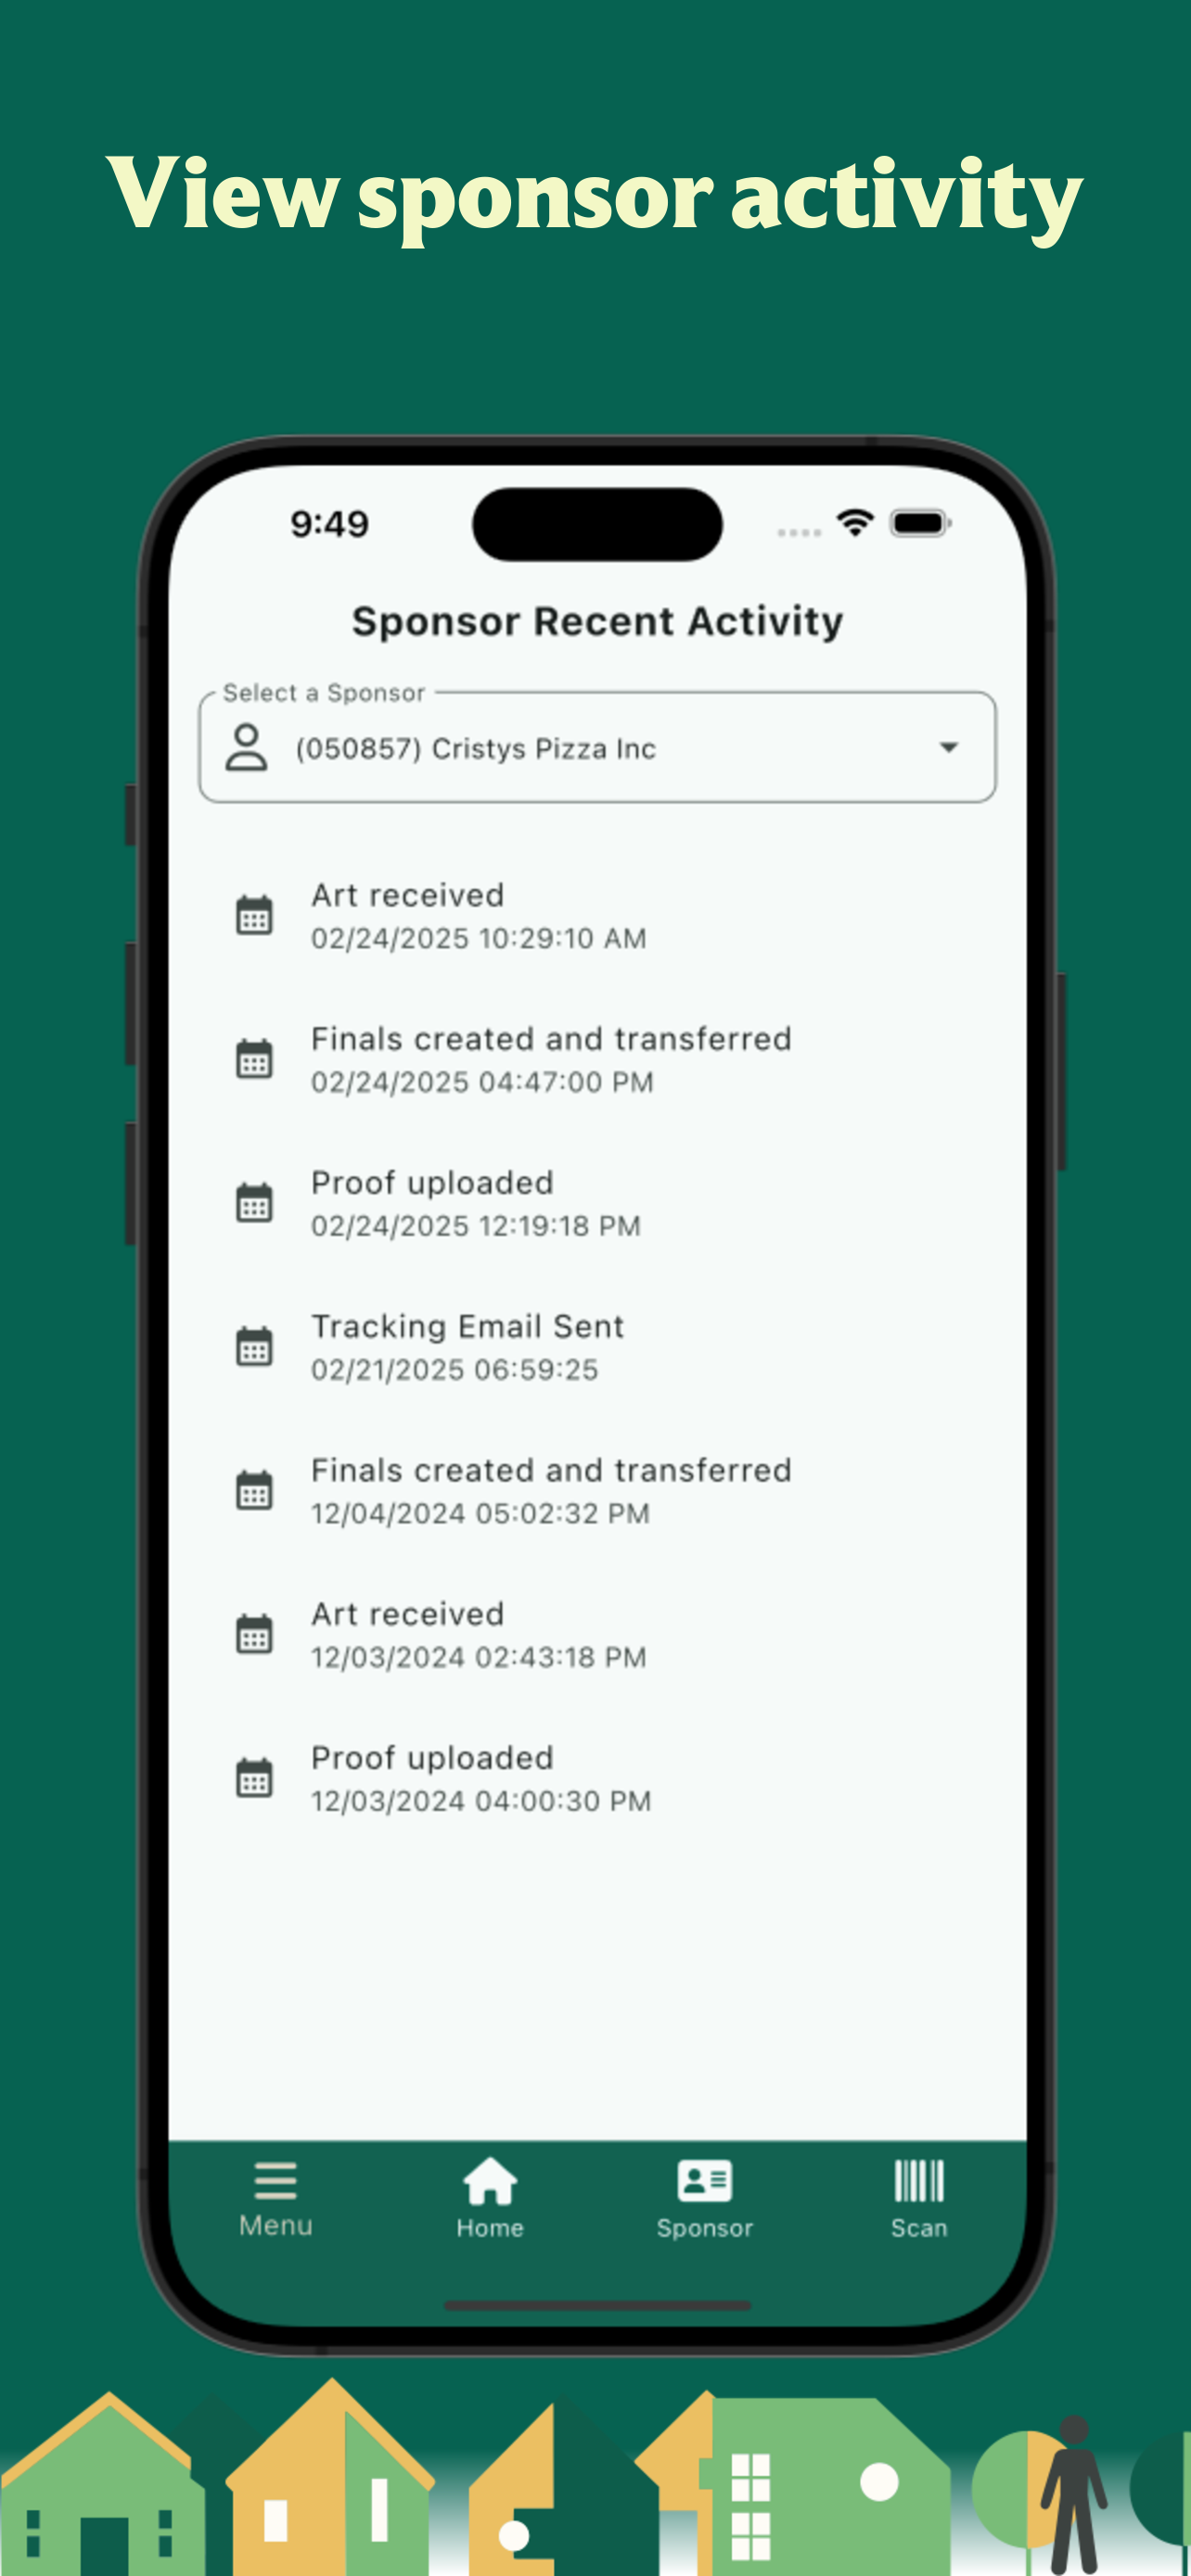 View sponsor activity
9:49
Sponsor Recent Activity
Select a Sponsor
(050857) Cristys Pizza Inc
Art received
02/24/2025 10:29:10 AM
Finals created and transferred
02/24/2025 04:47:00 PM
Proof uploaded
02/24/2025 12:19:18 PM
Tracking Email Sent
02/21/2025 06:59:25
Finals created and transferred
12/04/2024 05:02:32 PM
Art received
12/03/2024 02:43:18 PM
Proof uploaded
12/03/2024 04:00:30 PM
Menu Home Sponsor Scan